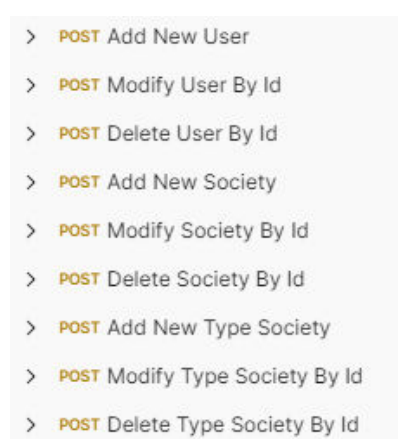 POST Add New User
POST Modify User By Id
POST Delete User By Id
POST Add New Society
POST Modify Society By Id
POST Delete Society By Id
POST Add New Type Society
POST Modify Type Society By Id
POST Delete Type Society By Id